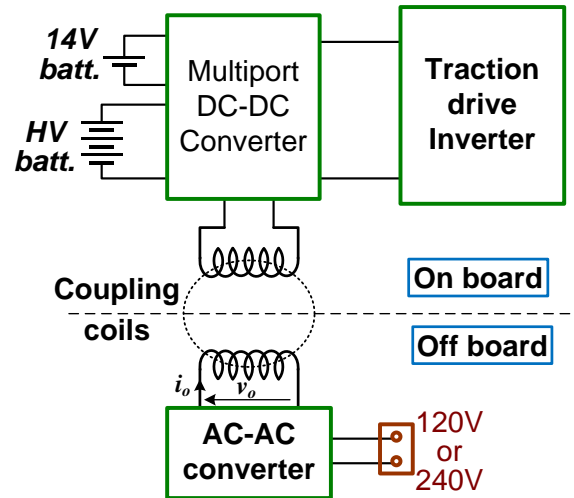 14V
batt.
HV
batt.
Multiport
DC-DC
Converter
Traction
drive
Inverter
Coupling
coils
On board
Off board
i_o
v_o
AC-AC
converter
120V
or
240V